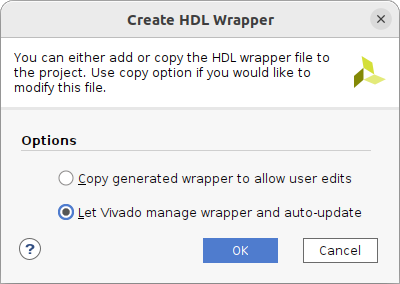 Create HDL Wrapper
You can either add or copy the HDL wrapper file to
the project. Use copy option if you would like to
modify this file.
Options
Copy generated wrapper to allow user edits
Let Vivado manage wrapper and auto-update
?
OK
Cancel